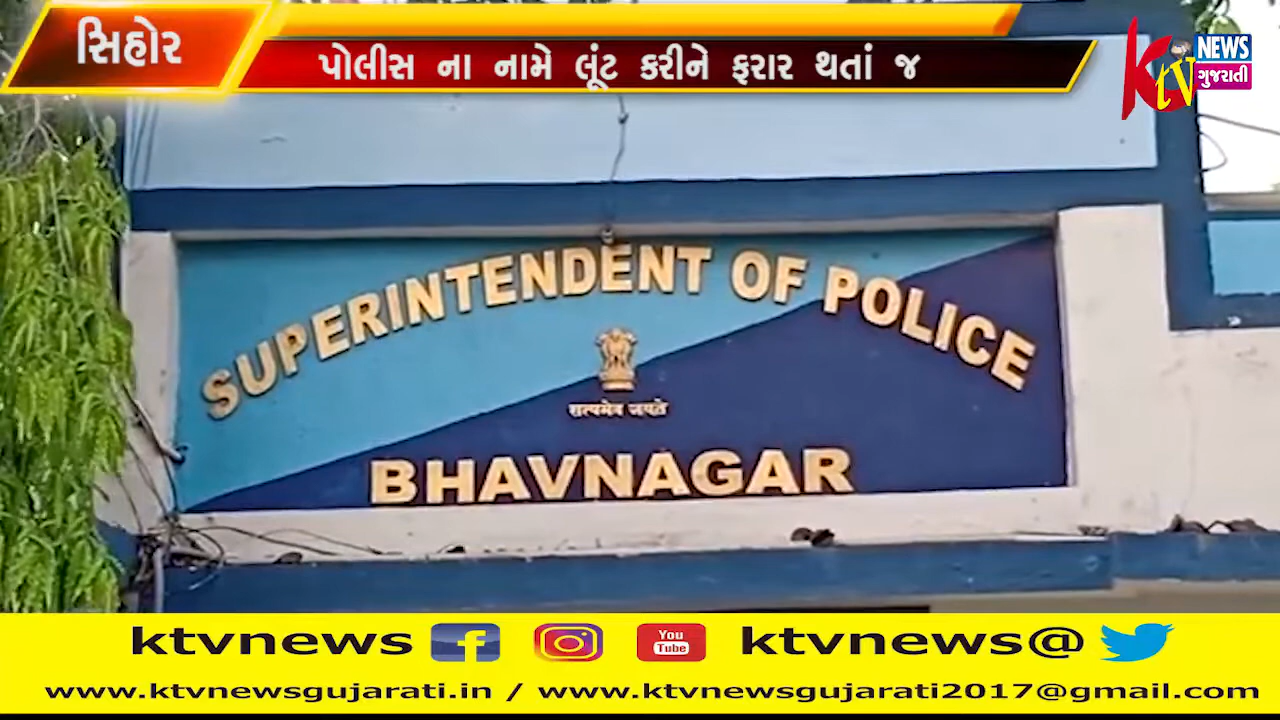 સિહોર
પોલીસ ના નામે લૂંટ કરીને ફરાર થતાં જ
KTV NEWS
ગુજરાતી
SUPERINTENDENT OF POLICE
सत्यमेव जयते
BHAVNAGAR
ktvnews f You Tube ktvnews@
www.ktvnewsgujarati.in / www.ktvnewsgujarati2017@gmail.com